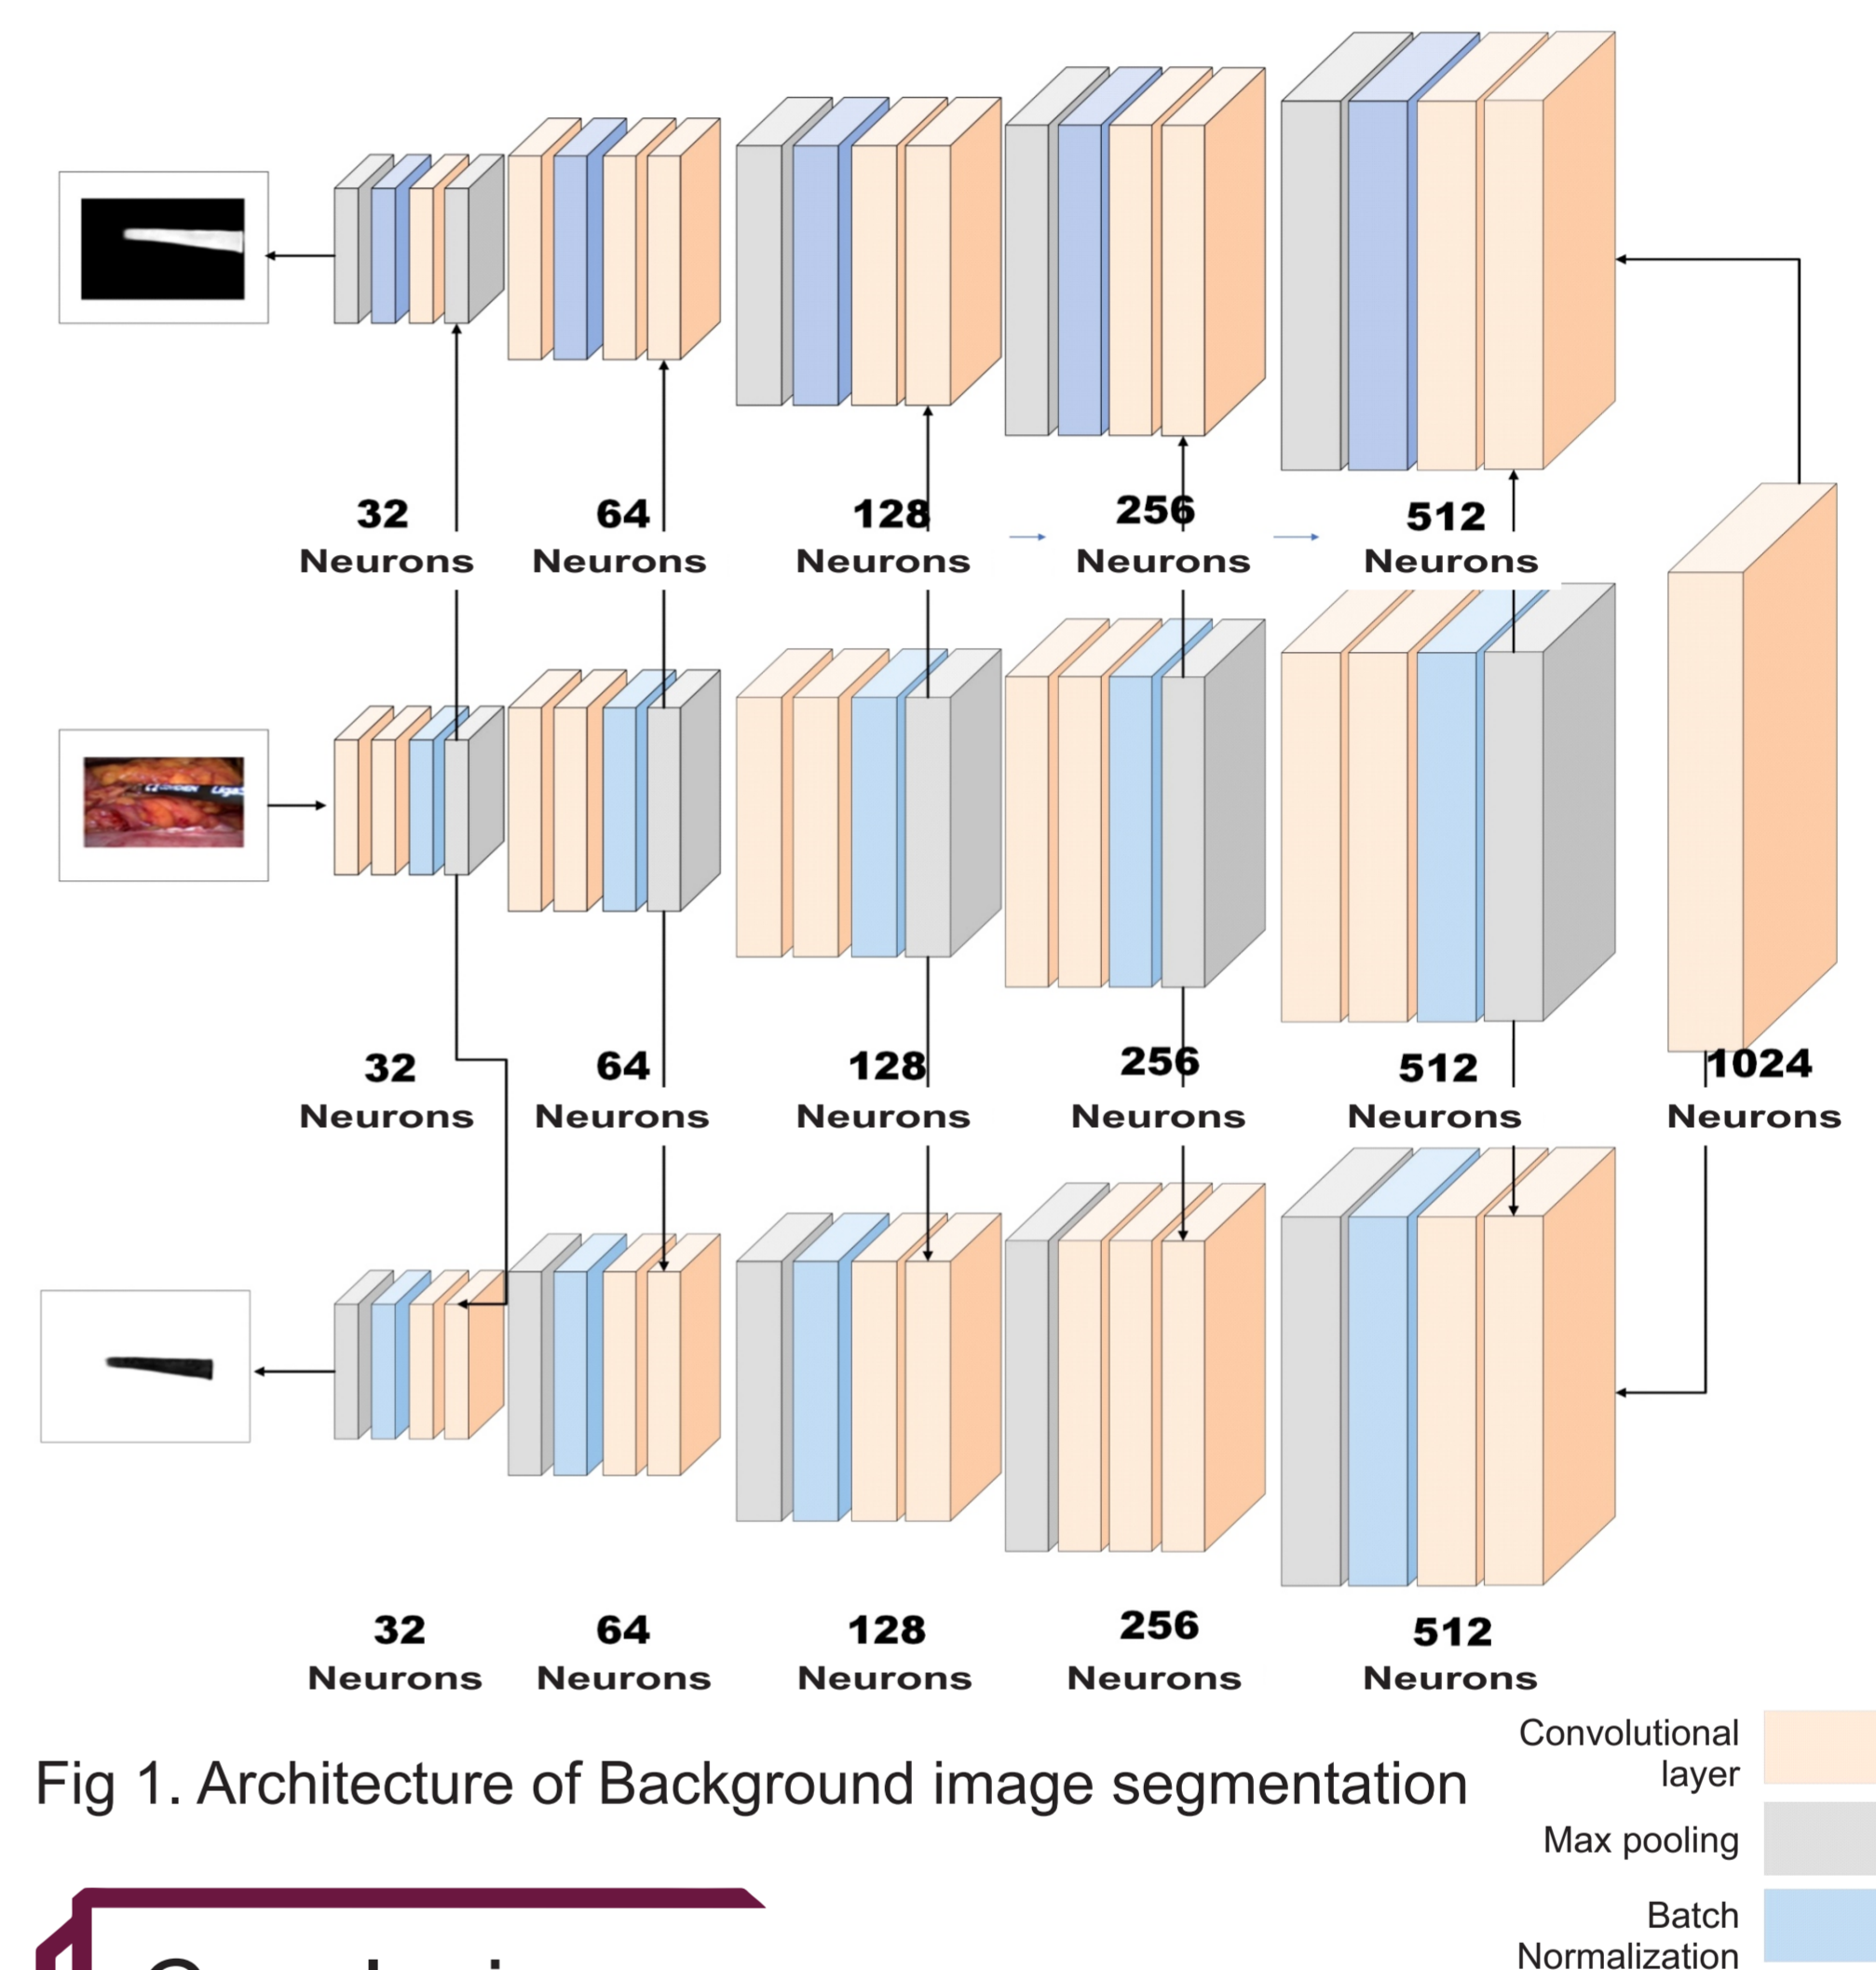 32 64 128 256 512
Neurons Neurons Neurons Neurons Neurons
32 64 128 256 512 1024
Neurons Neurons Neurons Neurons Neurons Neurons
32 64 128 256 512
Neurons Neurons Neurons Neurons Neurons
Convolutional
layer
Fig 1. Architecture of Background image segmentation
Max pooling
Batch
Normalization